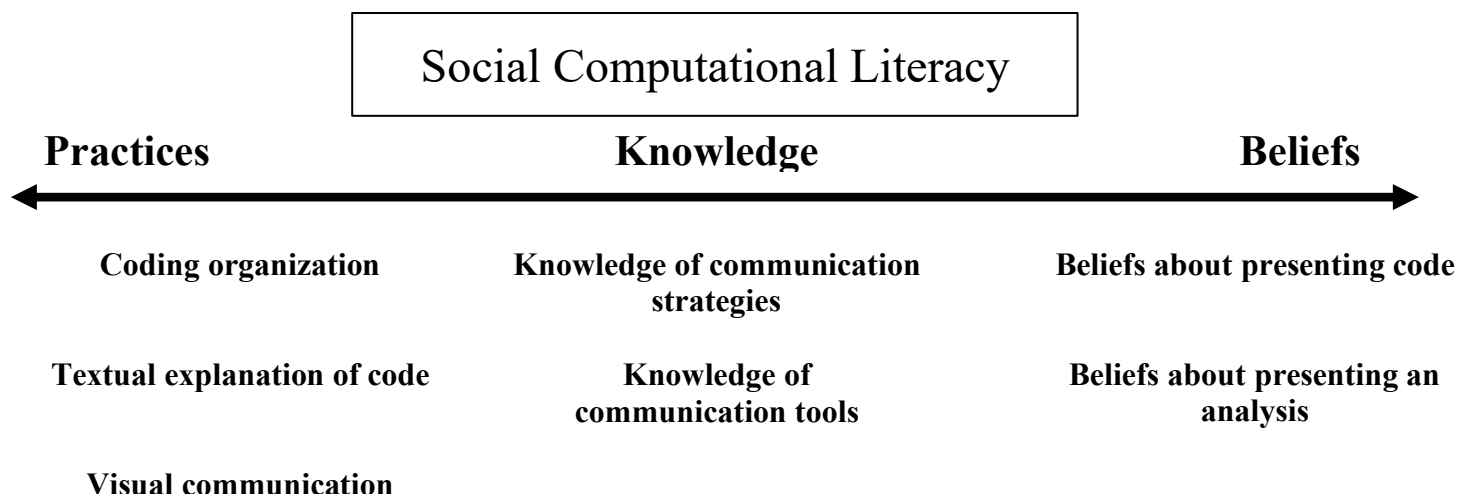 Social Computational Literacy
Practices Knowledge Beliefs
Coding organization
Knowledge of communication
strategies
Beliefs about presenting code
Textual explanation of code
Knowledge of
communication tools
Beliefs about presenting an
analysis
Visual communication